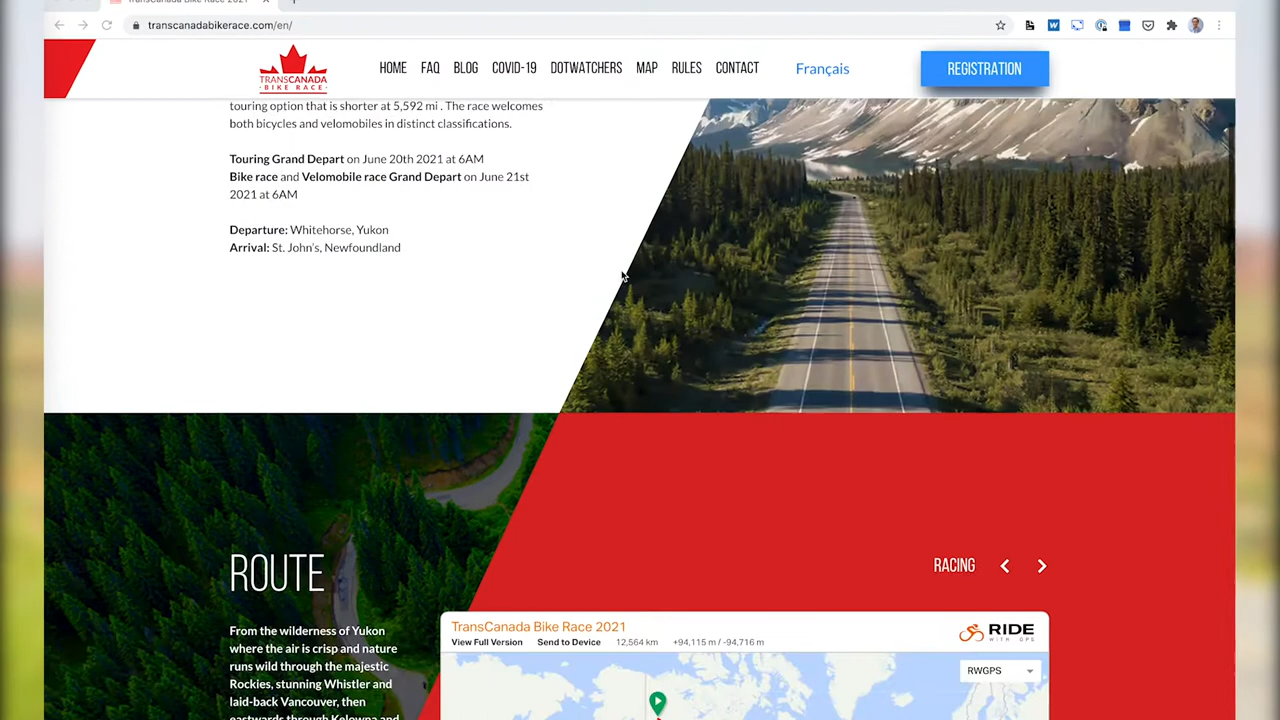 TransCanada Bike Race 2021
transcanadabikerace.com/en/
TRANSCANADA
BIKE RACE
HOME FAQ BLOG COVID-19 DOTWATCHERS MAP RULES CONTACT Français REGISTRATION
touring option that is shorter at 5,592 mi . The race welcomes
both bicycles and velomobiles in distinct classifications.
Touring Grand Depart on June 20th 2021 at 6AM
Bike race and Velomobile race Grand Depart on June 21st
2021 at 6AM
Departure: Whitehorse, Yukon
Arrival: St. John's, Newfoundland
ROUTE
From the wilderness of Yukon
where the air is crisp and nature
runs wild through the majestic
Rockies, stunning Whistler and
laid-back Vancouver, then
eastwards through Kelowna and
RACING
TransCanada Bike Race 2021
View Full Version Send to Device 12,564 km +94,115 m / -94,716 m
RIDE
WITH GPS
RWGPS